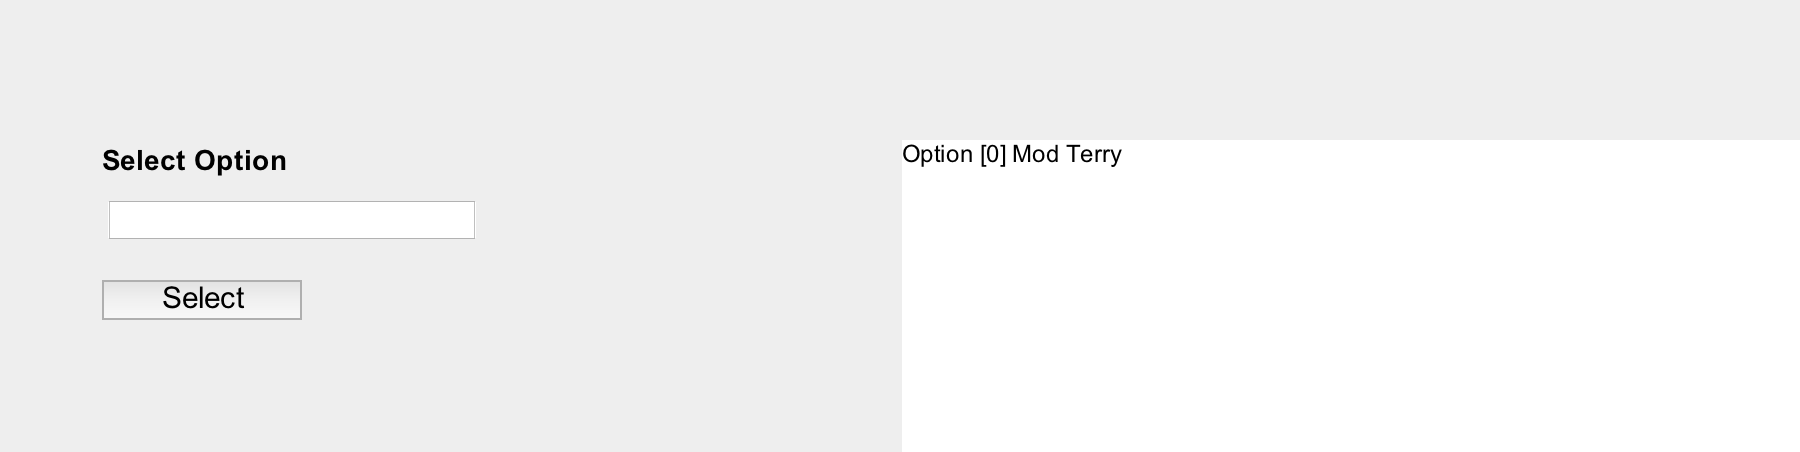 Select Option
Select
Option [0] Mod Terry